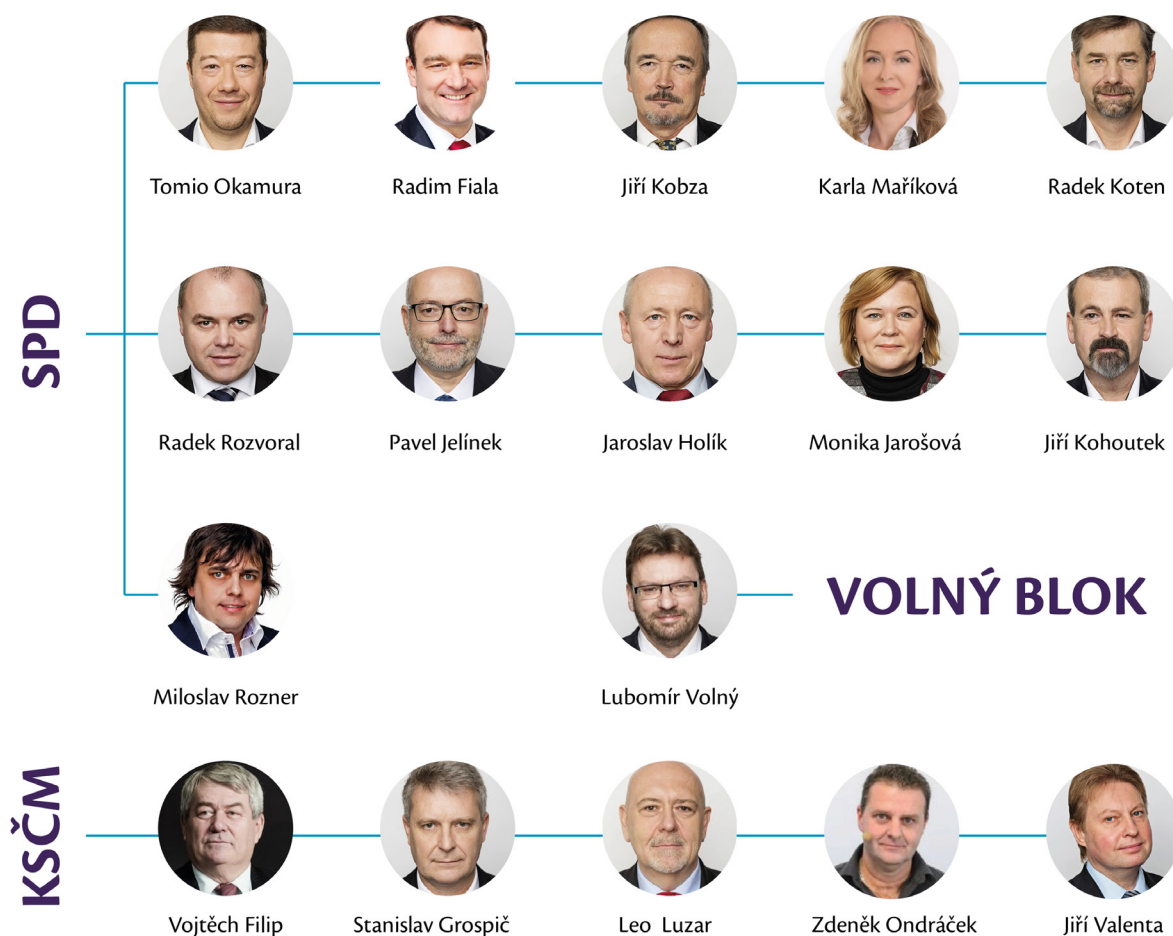 SPD
Tomio Okamura
Radim Fiala
Jiří Kobza
Karla Maříková
Radek Koten
Radek Rozvoral
Pavel Jelínek
Jaroslav Holík
Monika Jarošová
Jiří Kohoutek
Miloslav Rozner
Lubomír Volný
VOLNÝ BLOK
KSČM
Vojtěch Filip
Stanislav Grospič
Leo Luzar
Zdeněk Ondráček
Jiří Valenta